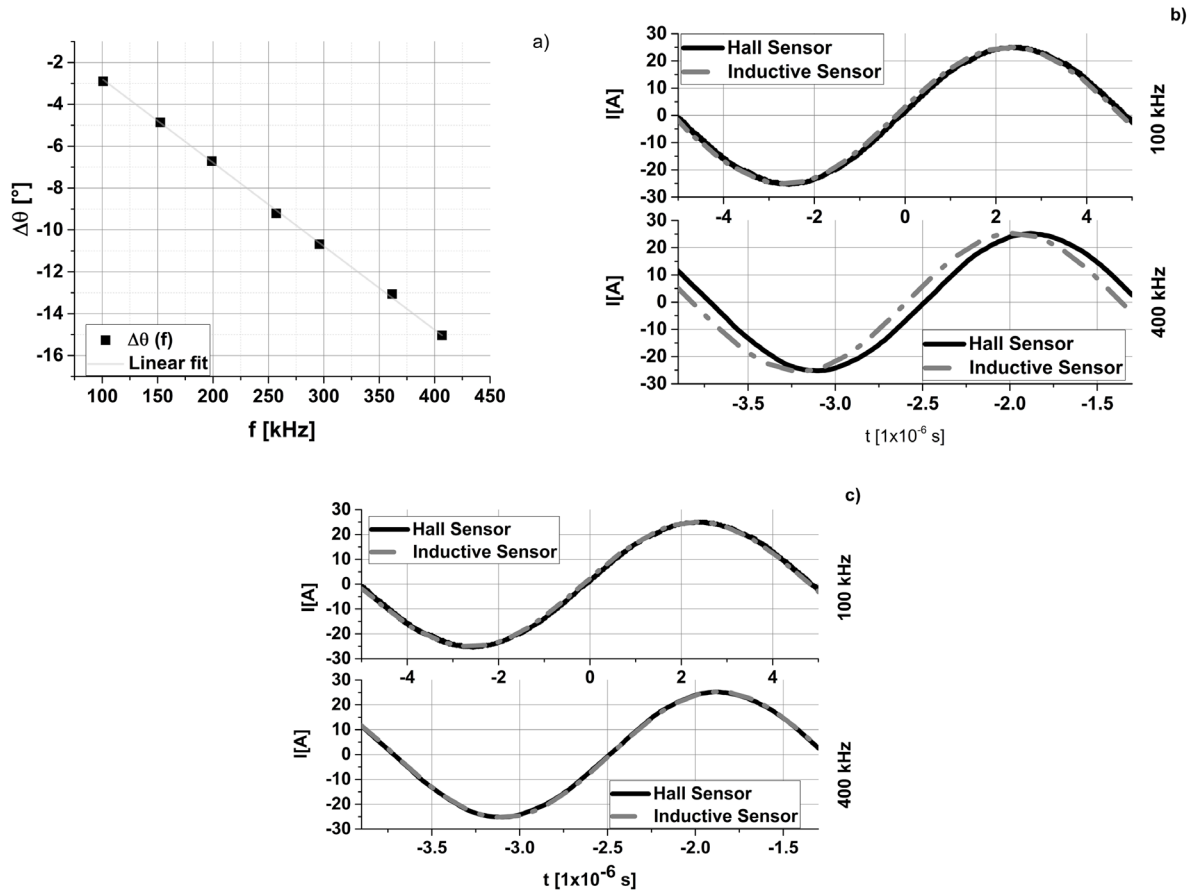 a)
-2
-4
-6
-8
-10
-12
-14
-16
Δθ [°]
Δθ (f)
Linear fit
100 150 200 250 300 350 400 450
f [kHz]
b)
30
25
20
10
0
-10
-20
-30
I[A]
Hall Sensor
Inductive Sensor
100 kHz
-4 -2 0 2 4
30
20
10
0
-10
-20
-30
I[A]
Hall Sensor
Inductive Sensor
400 kHz
-3.5 -3.0 -2.5 -2.0 -1.5
t [1x10⁻⁶ s]
c)
30
20
10
0
-10
-20
-30
I[A]
Hall Sensor
Inductive Sensor
100 kHz
-4 -2 0 2 4
30
20
10
0
-10
-20
-30
I[A]
Hall Sensor
Inductive Sensor
400 kHz
-3.5 -3.0 -2.5 -2.0 -1.5
t [1x10⁻⁶ s]